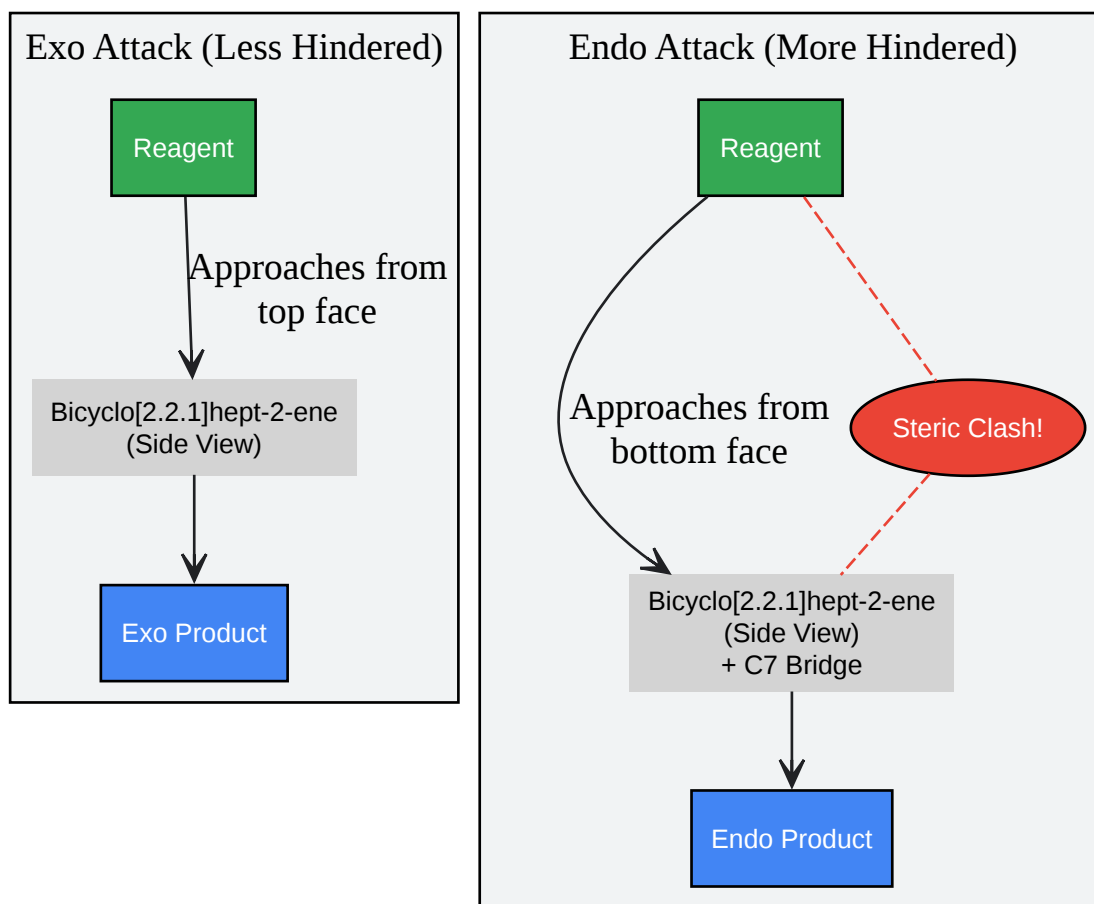 Exo Attack (Less Hindered)
Reagent
Approaches from
top face
Bicyclo[2.2.1]hept-2-ene
(Side View)
Exo Product
Endo Attack (More Hindered)
Reagent
Approaches from
bottom face
Steric Clash!
Bicyclo[2.2.1]hept-2-ene
(Side View)
+ C7 Bridge
Endo Product